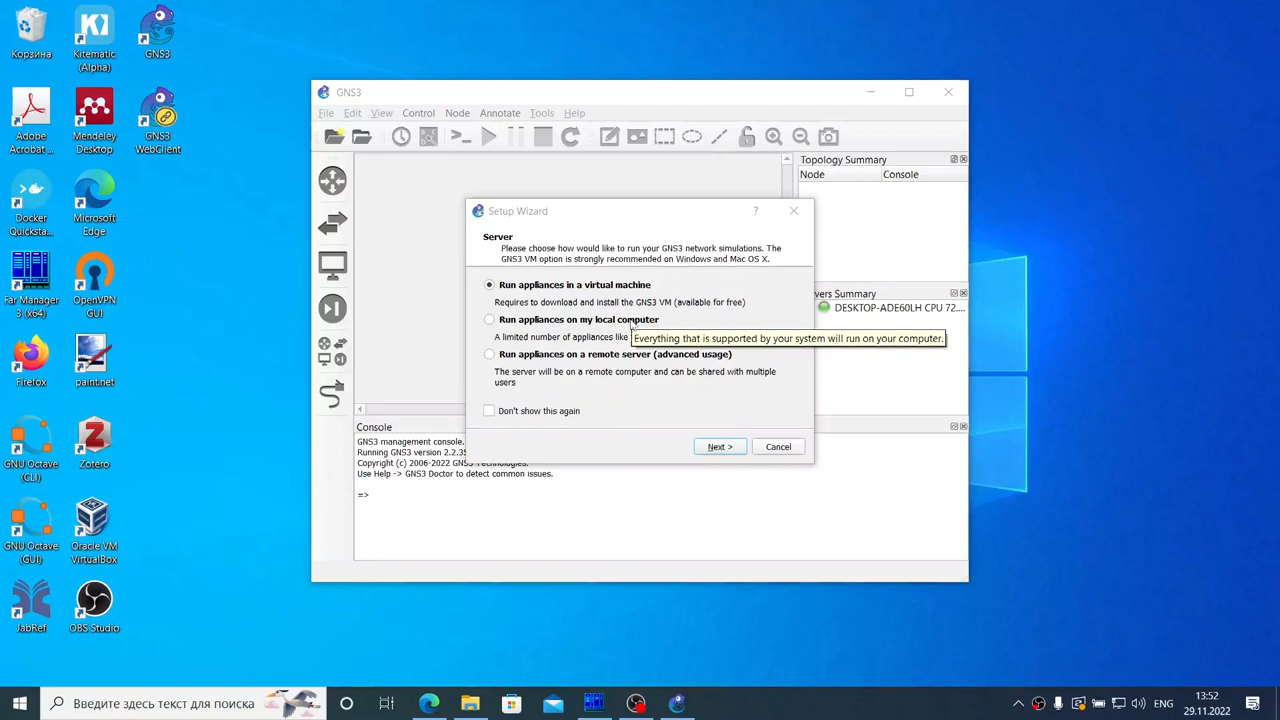 Корзина
Kitematic
(Alpha)
GNS3
Adobe
Acrobat ...
Mendeley
Desktop
GNS3
WebClient
Docker
Quicksta...
Microsoft
Edge
Far Manager
3 (x64)
OpenVPN
GUI
Firefox
paint.net
GNU Octave
(CLI)
Zotero
GNU Octave
(GUI)
Oracle VM
VirtualBox
JabRef
OBS Studio
GNS3
File Edit View Control Node Annotate Tools Help
Topology Summary
Node Console
Setup Wizard
Server
Please choose how would like to run your GNS3 network simulations. The
GNS3 VM option is strongly recommended on Windows and Mac OS X.
Run appliances in a virtual machine
Requires to download and install the GNS3 VM (available for free)
Run appliances on my local computer
A limited number of appliances like
Everything that is supported by your system will run on your computer.
Run appliances on a remote server (advanced usage)
The server will be on a remote computer and can be shared with multiple
users
Don't show this again
Next >
Cancel
vers Summary
DESKTOP-ADE60LH CPU 72....
Console
GNS3 management console.
Running GNS3 version 2.2.35
Copyright (c) 2006-2022 GNS3 Technologies.
Use Help -> GNS3 Doctor to detect common issues.
=>
Введите здесь текст для поиска
ENG
13:52
29.11.2022